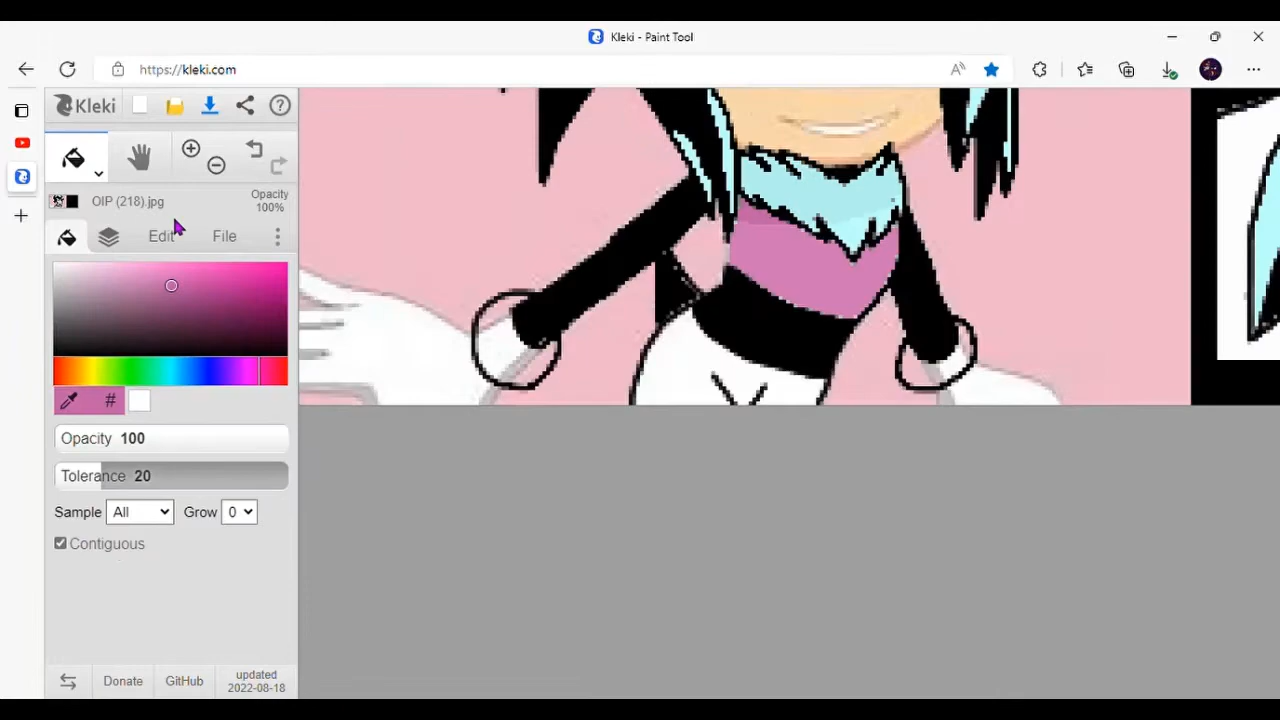 Kleki - Paint Tool
https://kleki.com
Kleki
OIP (218).jpg
Opacity
100%
Edit
File
#
Opacity 100
Tolerance 20
Sample All Grow 0
Contiguous
Donate
GitHub
updated
2022-08-18